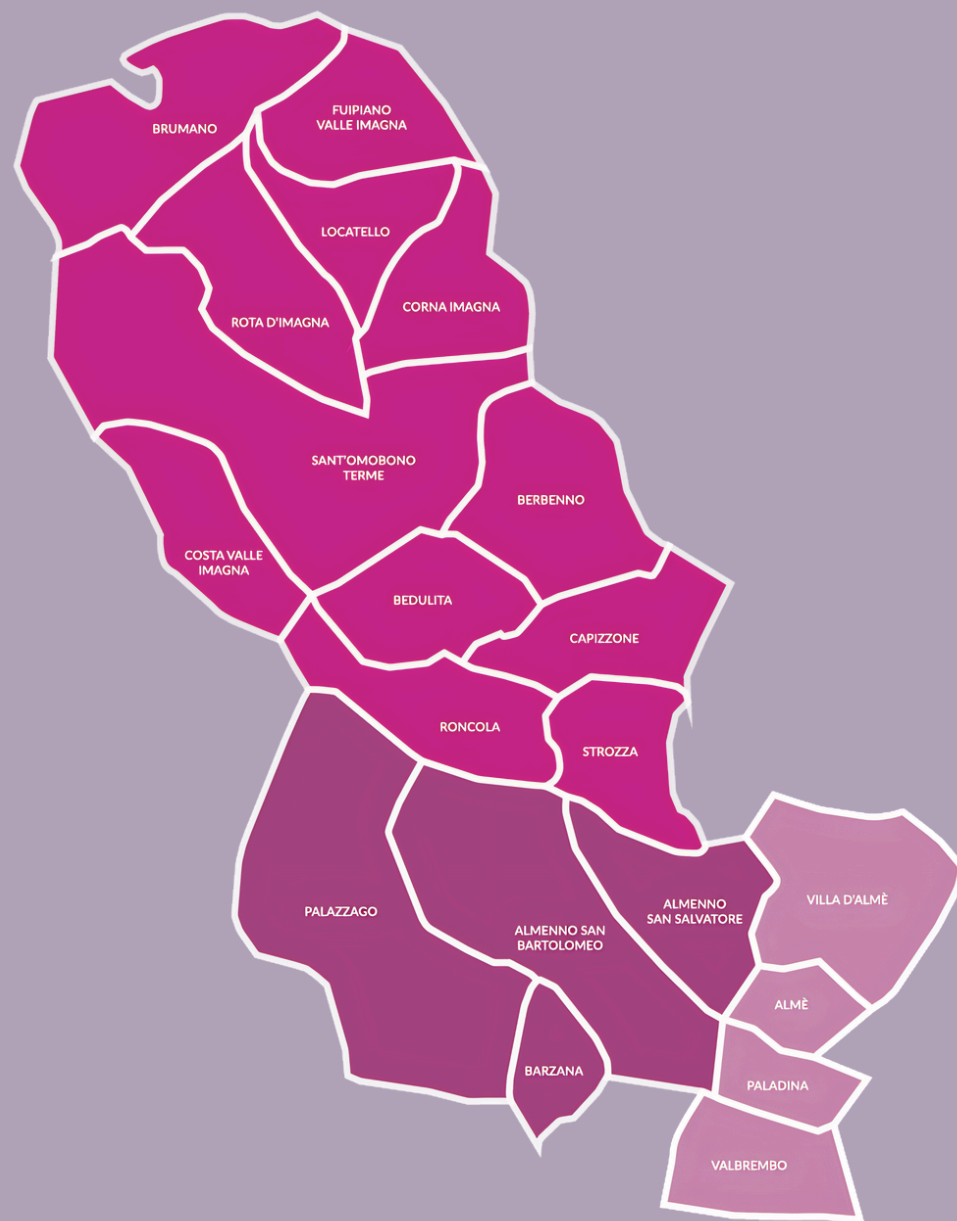 FUIPIANO
VALLE IMAGNA
BRUMANO
LOCATELLO
CORNA IMAGNA
ROTA D'IMAGNA
SANT'OMOBONO
TERME
BERBENNO
COSTA VALLE
IMAGNA
BEDULITA
CAPIZZONE
RONCOLA
STROZZA
PALAZZAGO
ALMENNO SAN
BARTOLOMEO
ALMENNO
SAN SALVATORE
VILLA D'ALMÈ
ALMÈ
BARZANA
PALADINA
VALBREMBO